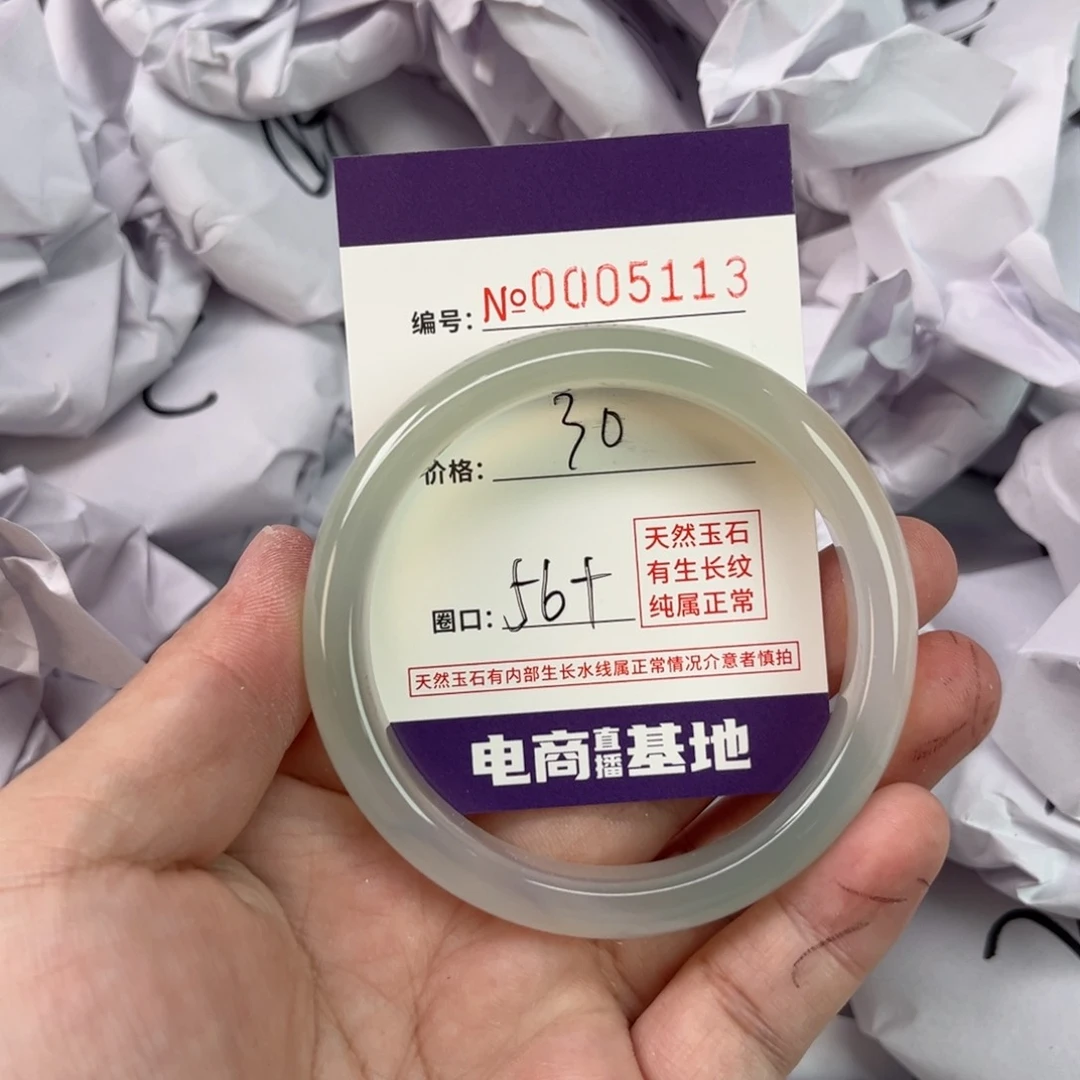 编号: №0005113
价格: 30
天然玉石
有生长纹
纯属正常
圈口: 56+
天然玉石有内部生长水线属正常情况介意者慎拍
电商直播基地